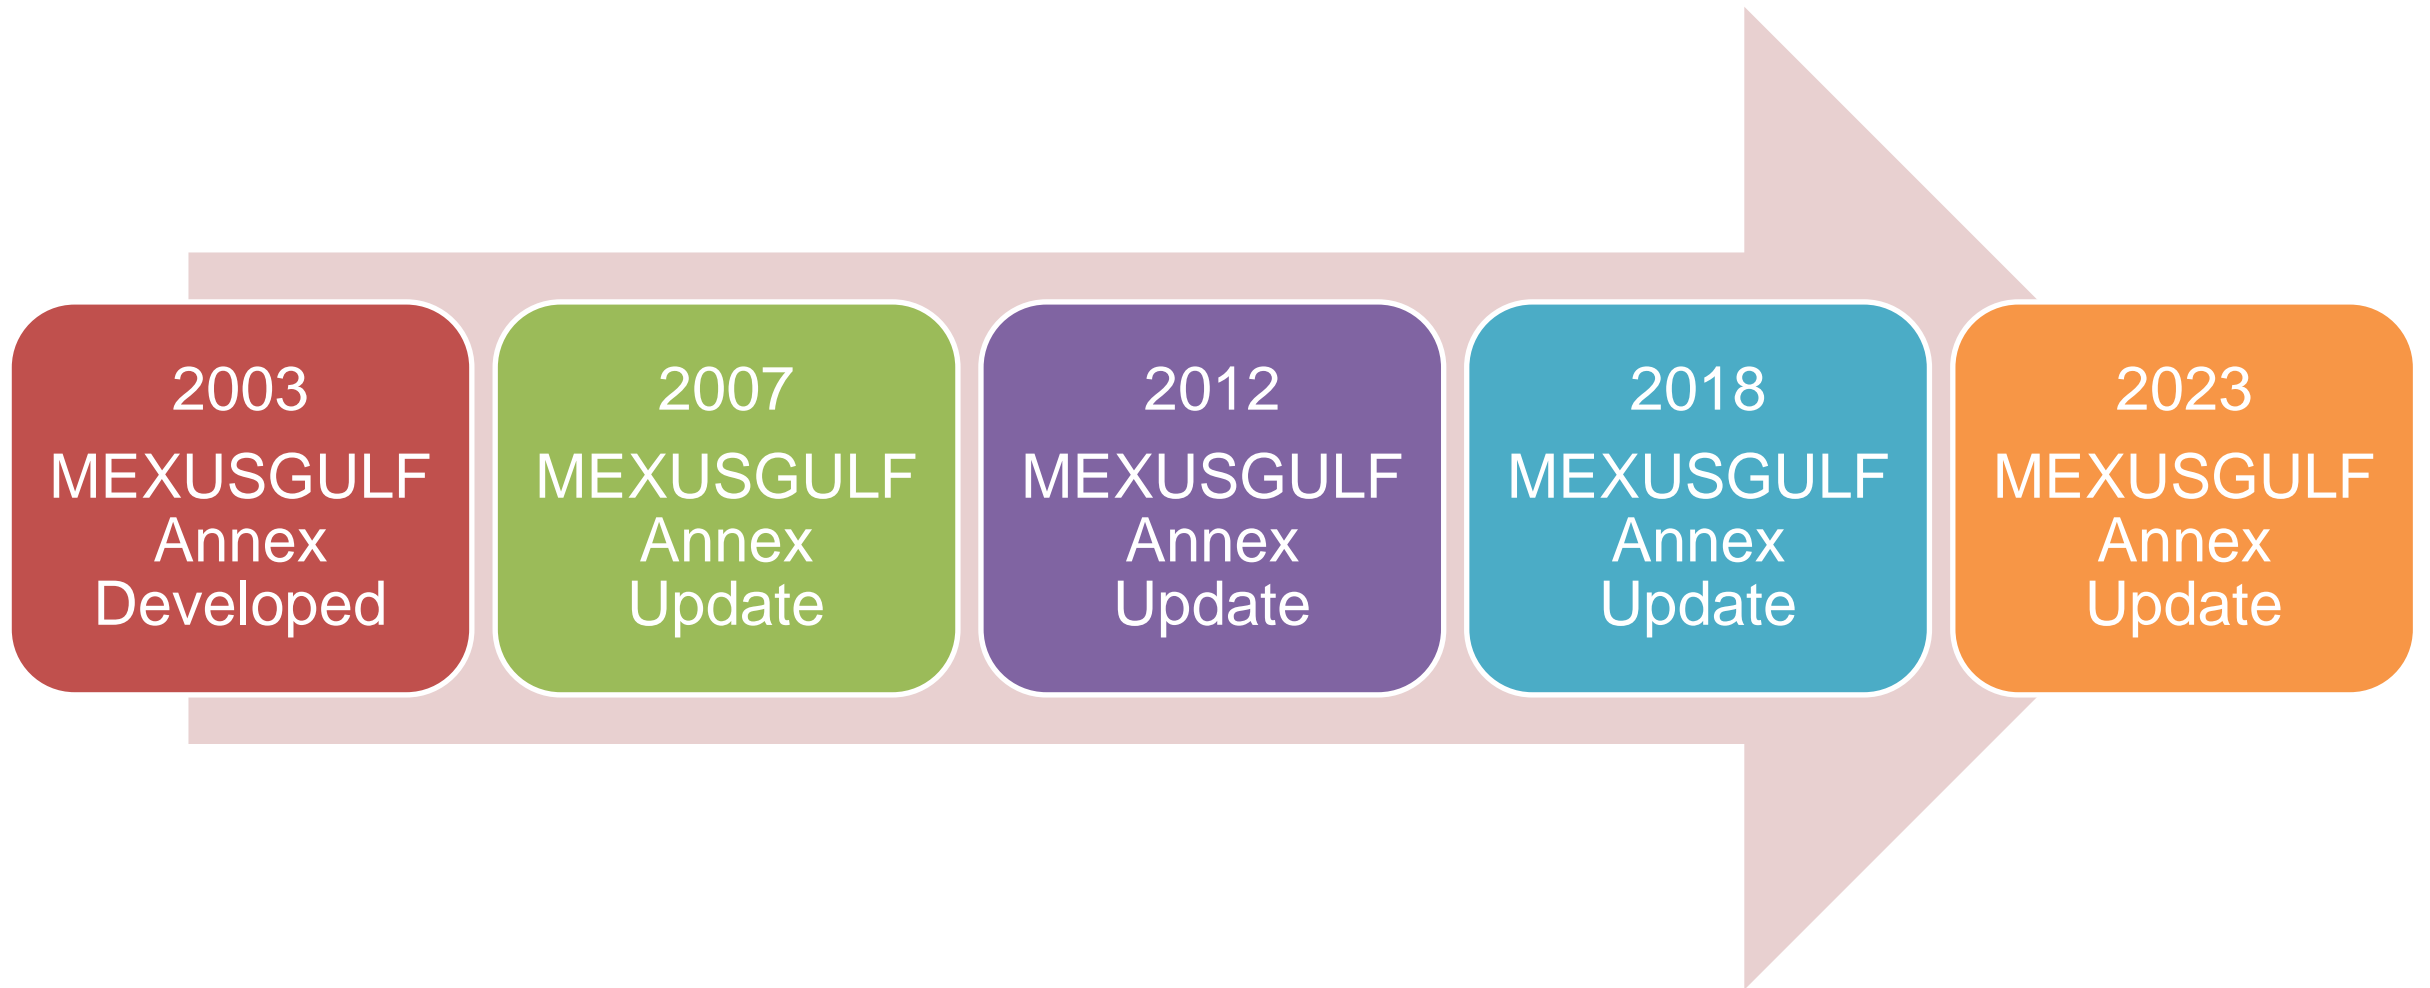 2003
MEXUSGULF
Annex
Developed
2007
MEXUSGULF
Annex
Update
2012
MEXUSGULF
Annex
Update
2018
MEXUSGULF
Annex
Update
2023
MEXUSGULF
Annex
Update